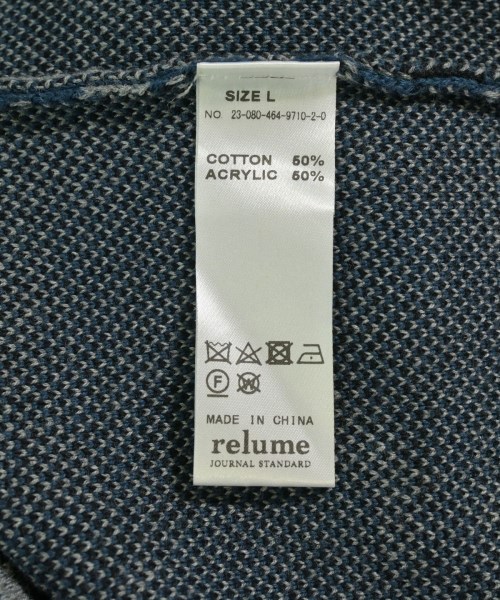 SIZE L
NO. 23-080-464-9710-2-0
COTTON 50%
ACRYLIC 50%
F W
MADE IN CHINA
relume
JOURNAL STANDARD